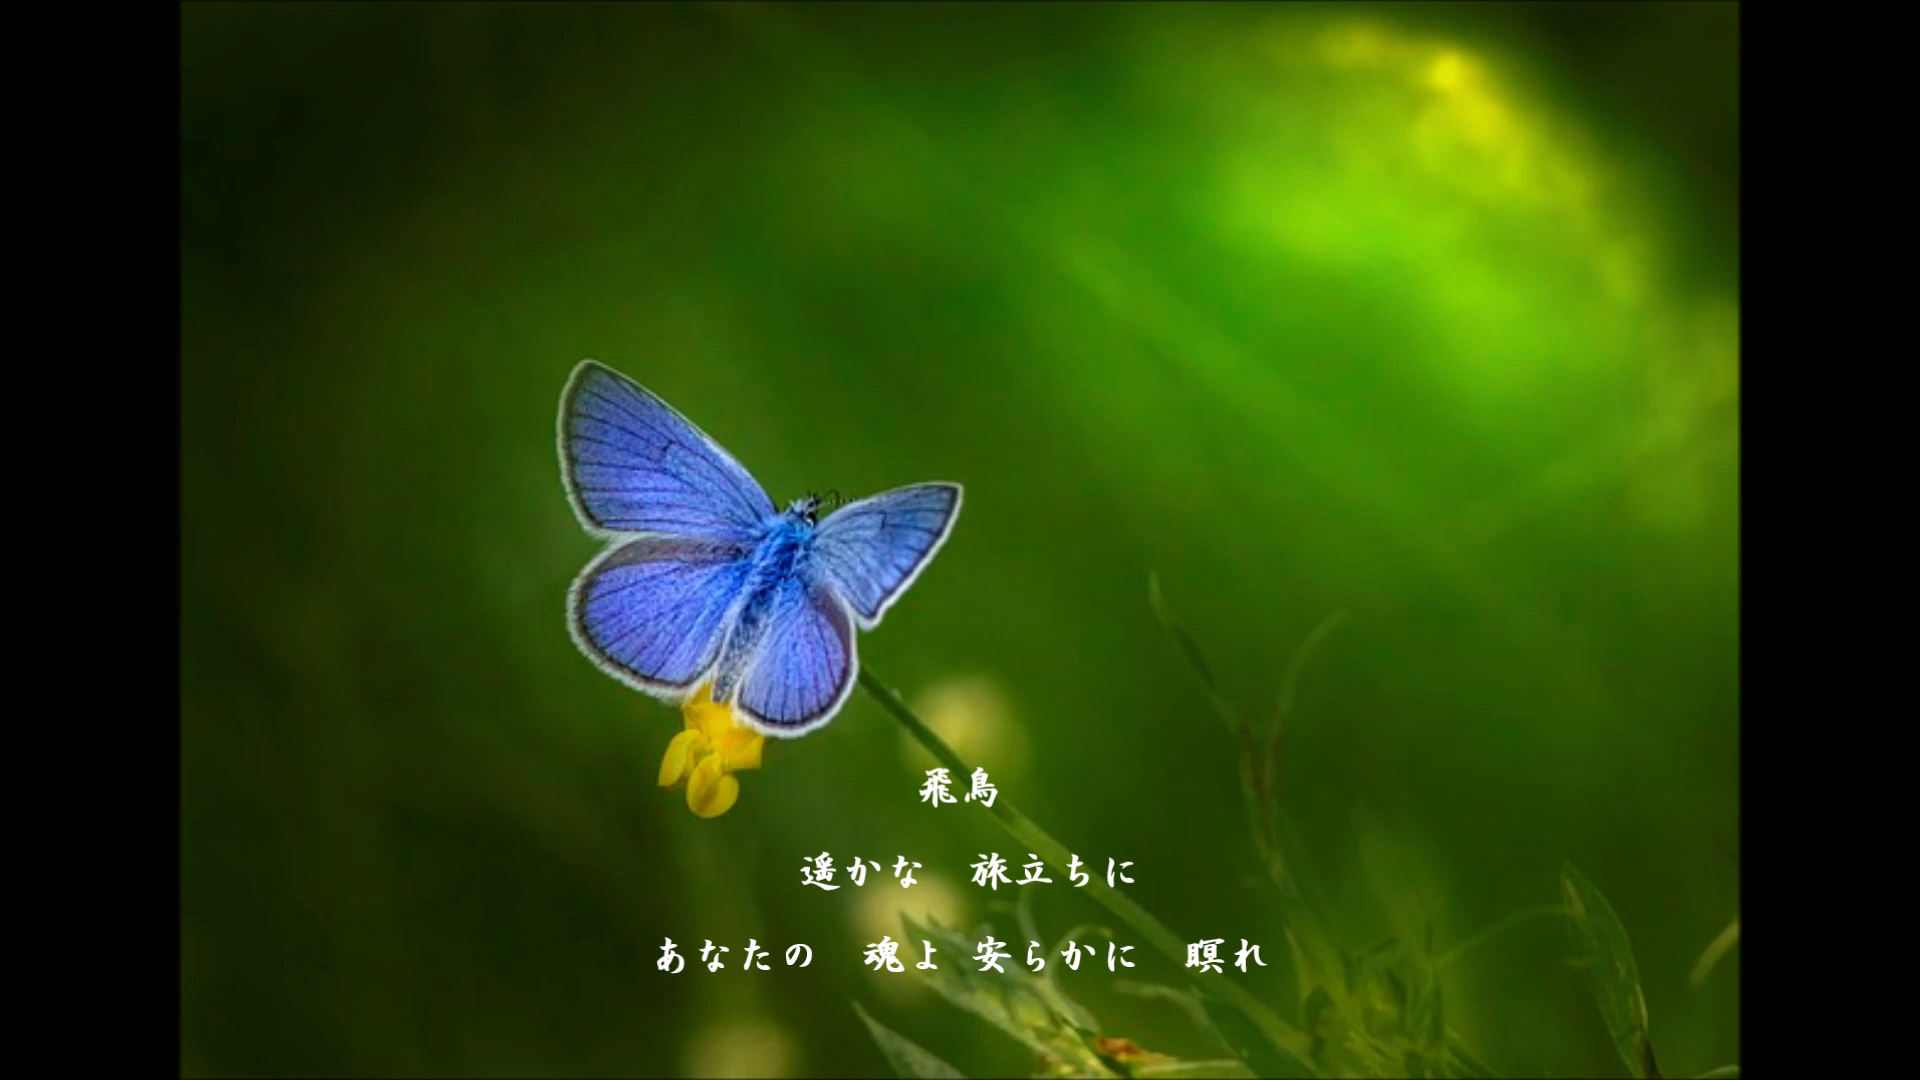 飛鳥
遥かな　旅立ちに
あなたの　魂よ 安らかに　瞑れ